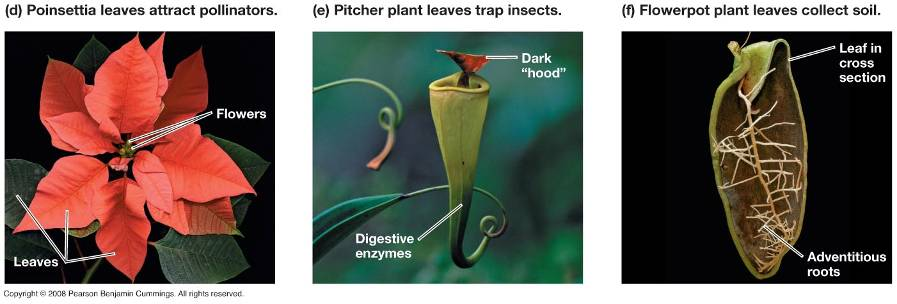 (d) Poinsettia leaves attract pollinators.
(e) Pitcher plant leaves trap insects.
(f) Flowerpot plant leaves collect soil.
Flowers
Leaves
Dark
“hood”
Digestive
enzymes
Leaf in
cross
section
Adventitious
roots
Copyright © 2008 Pearson Benjamin Cummings. All rights reserved.